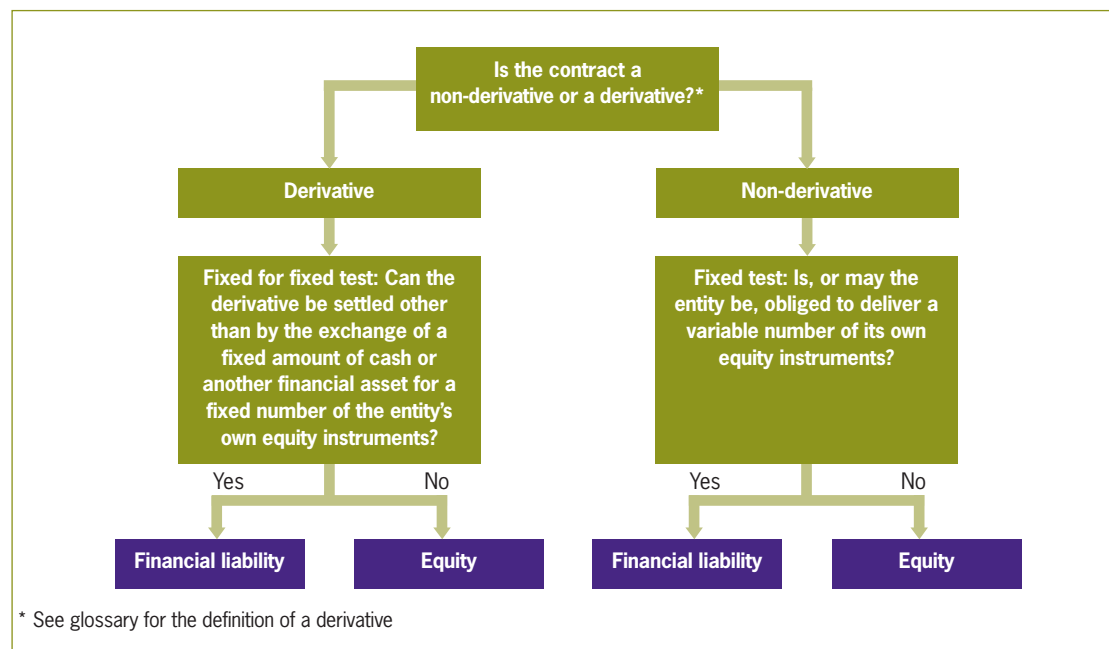 Is the contract a
non-derivative or a derivative?*
Derivative
Non-derivative
Fixed for fixed test: Can the
derivative be settled other
than by the exchange of a
fixed amount of cash or
another financial asset for a
fixed number of the entity's
own equity instruments?
Fixed test: Is, or may the
entity be, obliged to deliver a
variable number of its own
equity instruments?
Yes
No
Yes
No
Financial liability
Equity
Financial liability
Equity
* See glossary for the definition of a derivative